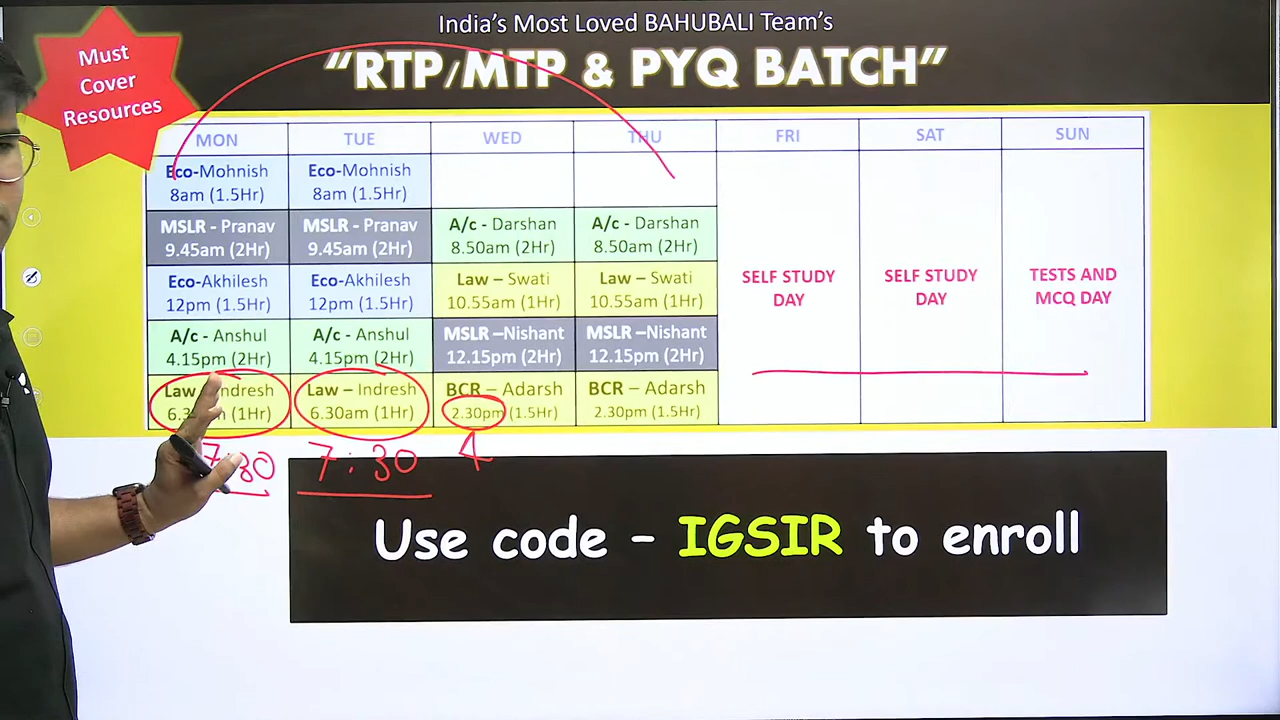 India's Most Loved BAHUBALI Team's
"RTP/MTP & PYQ BATCH"
Must
Cover
Resources
MON TUE WED THU FRI SAT SUN
Eco-Mohnish Eco-Mohnish
8am (1.5Hr) 8am (1.5Hr)
MSLR - Pranav MSLR - Pranav A/c - Darshan A/c - Darshan
9.45am (2Hr) 9.45am (2Hr) 8.50am (2Hr) 8.50am (2Hr)
Eco-Akhilesh Eco-Akhilesh Law – Swati Law – Swati
12pm (1.5Hr) 12pm (1.5Hr) 10.55am (1Hr) 10.55am (1Hr)
SELF STUDY SELF STUDY TESTS AND
DAY DAY MCQ DAY
A/c - Anshul A/c - Anshul MSLR –Nishant MSLR –Nishant
4.15pm (2Hr) 4.15pm (2Hr) 12.15pm (2Hr) 12.15pm (2Hr)
Law Indresh Law – Indresh BCR – Adarsh BCR – Adarsh
(1Hr) 6.30am (1Hr) 2.30pm (1.5Hr) 2.30pm (1.5Hr)
7:30 7:30
Use code – IGSIR to enroll